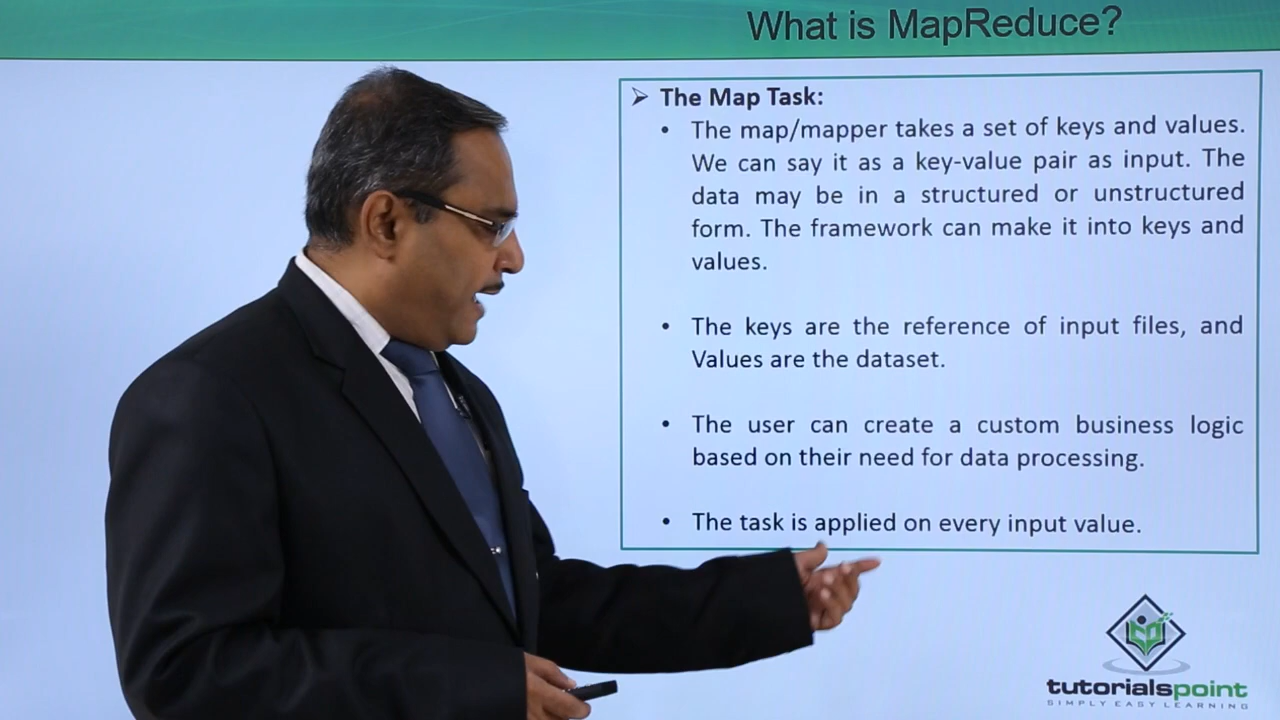 What is MapReduce?
➢ The Map Task:
• The map/mapper takes a set of keys and values.
We can say it as a key-value pair as input. The
data may be in a structured or unstructured
form. The framework can make it into keys and
values.
• The keys are the reference of input files, and
Values are the dataset.
• The user can create a custom business logic
based on their need for data processing.
• The task is applied on every input value.
tutorialspoint
SIMPLY EASY LEARNING